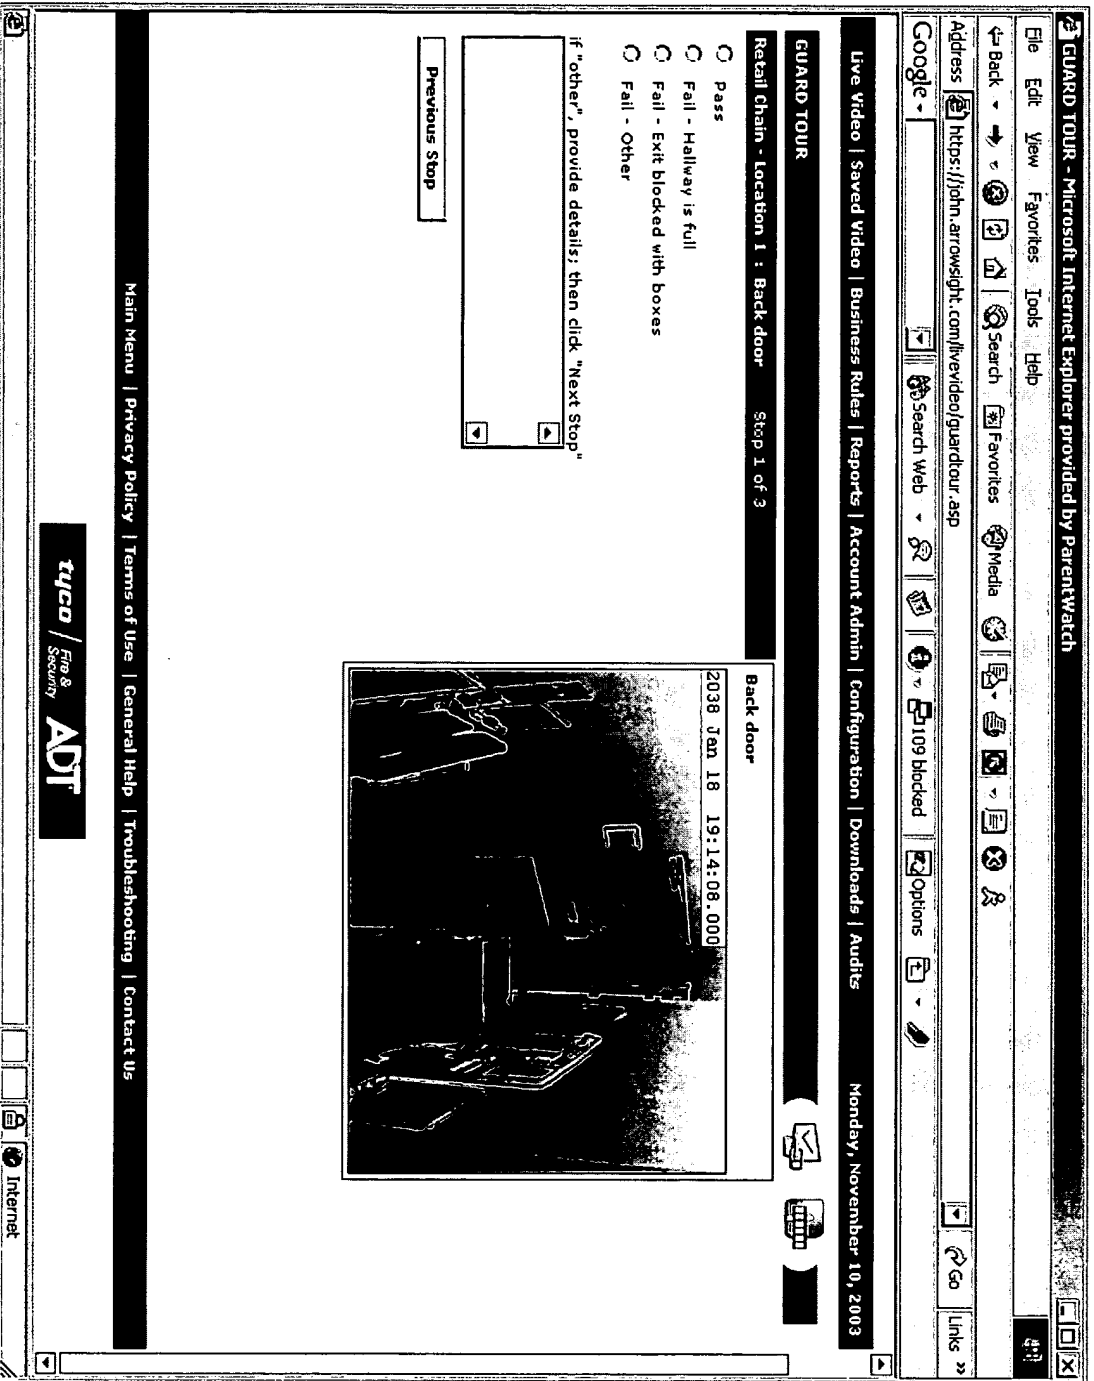 GUARD TOUR - Microsoft Internet Explorer provided by ParentWatch
File Edit View Favorites Tools Help
Back Search Favorites Media
Address https://john.arrowsight.com/livevideo/guardtour.asp Go Links »
Google Search Web 109 blocked Options
Live Video | Saved Video | Business Rules | Reports | Account Admin | Configuration | Downloads | Audits Monday, November 10, 2003
GUARD TOUR
Retail Chain - Location 1 : Back door Stop 1 of 3
Pass
Fail - Hallway is full
Fail - Exit blocked with boxes
Fail - Other
if "other", provide details; then click "Next Stop"
Previous Stop
Back door
2038 Jan 18 19:14:08.000
Main Menu | Privacy Policy | Terms of Use | General Help | Troubleshooting | Contact Us
tyco | Fire & Security ADT
Internet